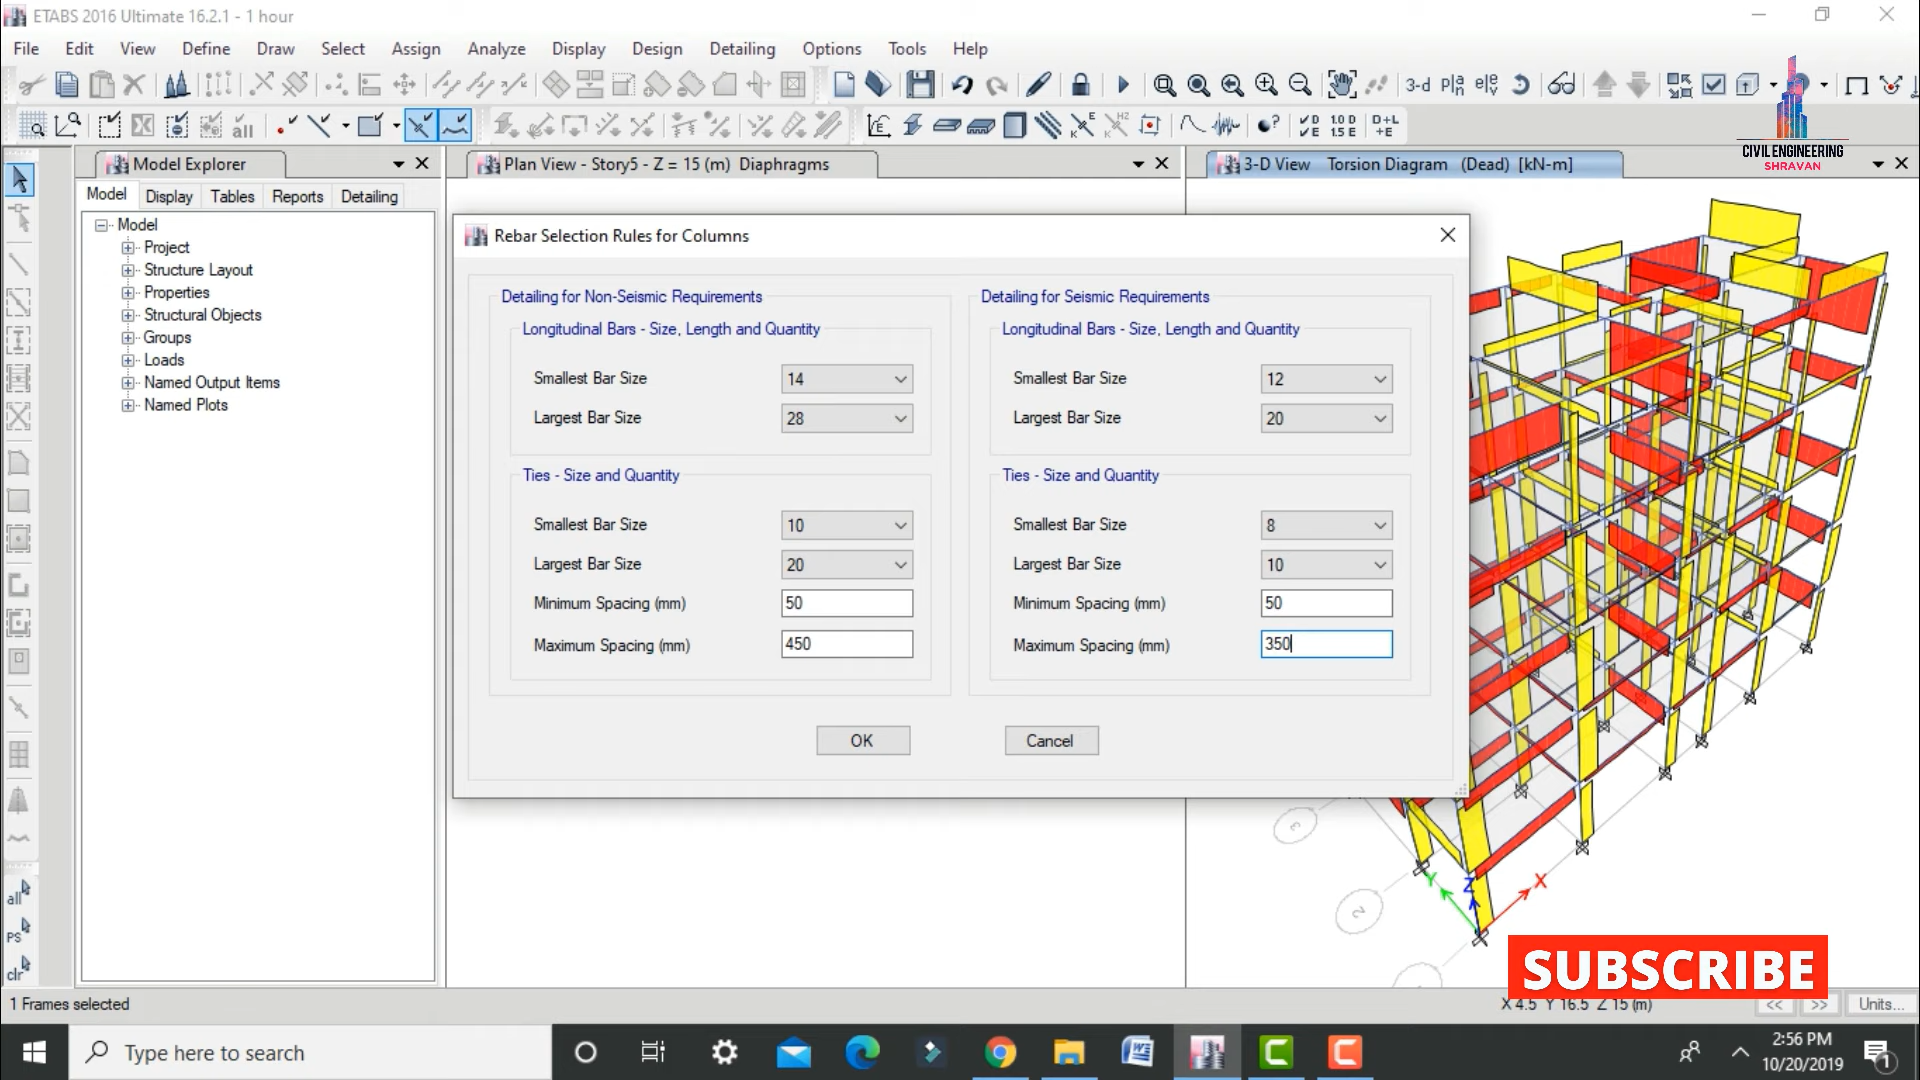 ETABS 2016 Ultimate 16.2.1 - 1 hour
File Edit View Define Draw Select Assign Analyze Display Design Detailing Options Tools Help
3-d
all
CIVIL ENGINEERING
SHRAVAN
Model Explorer
Plan View - Story5 - Z = 15 (m) Diaphragms
3-D View Torsion Diagram (Dead) [kN-m]
Model Display Tables Reports Detailing
Model
Project
Structure Layout
Properties
Structural Objects
Groups
Loads
Named Output Items
Named Plots
Rebar Selection Rules for Columns
Detailing for Non-Seismic Requirements
Longitudinal Bars - Size, Length and Quantity
Smallest Bar Size 14
Largest Bar Size 28
Ties - Size and Quantity
Smallest Bar Size 10
Largest Bar Size 20
Minimum Spacing (mm) 50
Maximum Spacing (mm) 450
Detailing for Seismic Requirements
Longitudinal Bars - Size, Length and Quantity
Smallest Bar Size 12
Largest Bar Size 20
Ties - Size and Quantity
Smallest Bar Size 8
Largest Bar Size 10
Minimum Spacing (mm) 50
Maximum Spacing (mm) 350
OK Cancel
Y Z X
all
PS
clr
SUBSCRIBE
1 Frames selected
X 4.5 Y 16.5 Z 15 (m)
<< >> Units...
Type here to search
2:56 PM
10/20/2019
1